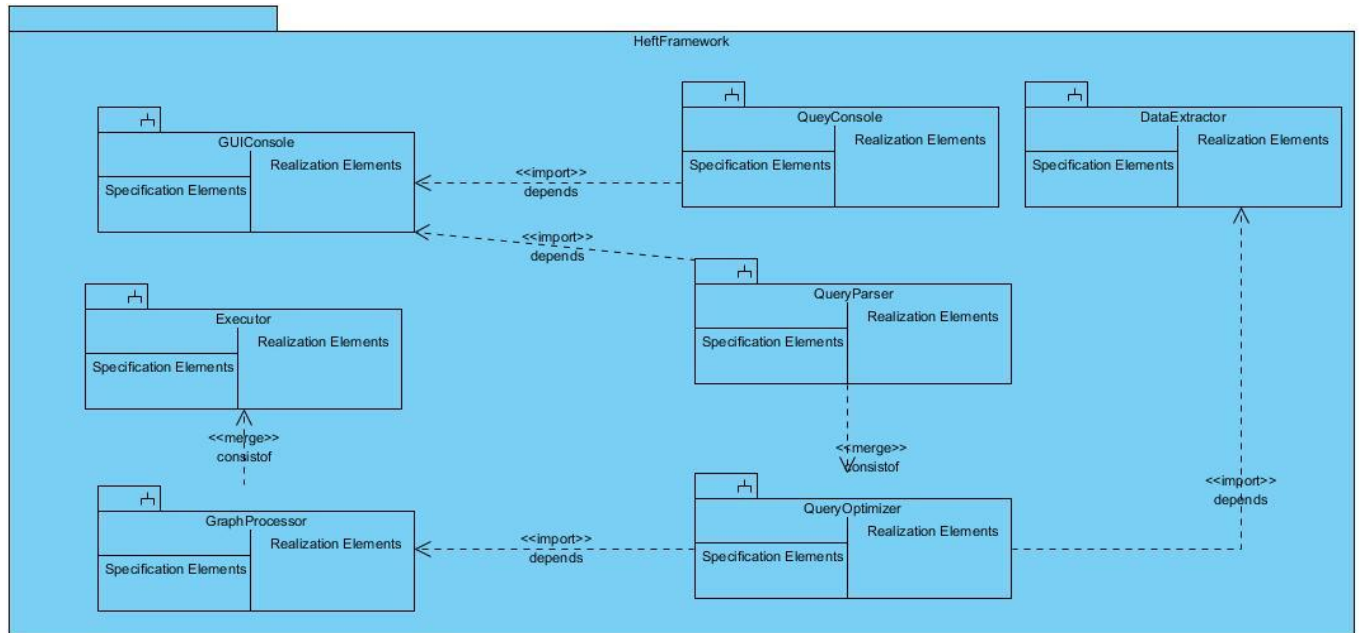 HeftFramework
GUIConsole
Realization Elements
Specification Elements
<<import>>
depends
QueyConsole
Realization Elements
Specification Elements
DataExtractor
Realization Elements
Specification Elements
<<import>>
depends
QueryParser
Realization Elements
Specification Elements
Executor
Realization Elements
Specification Elements
<<merge>>
consistof
<<merge>>
consistof
GraphProcessor
Realization Elements
Specification Elements
<<import>>
depends
QueryOptimizer
Realization Elements
Specification Elements
<<import>>
depends